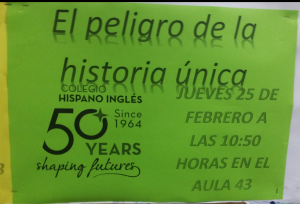 El peligro de la
historia única
COLEGIO
HISPANO INGLÉS
50 Since
1964
YEARS
shaping futures
JUEVES 25 DE
FEBRERO A
LAS 10:50
HORAS EN EL
AULA 43